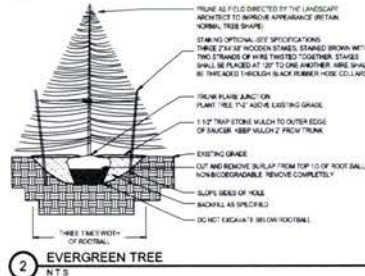 PRUNE AS FIELD DIRECTED BY THE LANDSCAPE
ARCHITECT TO IMPROVE APPEARANCE (RETAIN
NORMAL TREE SHAPE)
STAKING OPTIONAL-SEE SPECIFICATIONS
THREE 2"X4"X8' WOODEN STAKES, STAINED BROWN WITH
TWO STRANDS OF WIRE TWISTED TOGETHER. STAKES
SHALL BE PLACED AT 120° TO ONE ANOTHER. WIRE SHALL
BE THREADED THROUGH BLACK RUBBER HOSE COLLARS
TRUNK FLARE JUNCTION
PLANT TREE 1"-2" ABOVE EXISTING GRADE
1 1/2" TRAP STONE MULCH TO OUTER EDGE
OF SAUCER KEEP MULCH 2" FROM TRUNK
EXISTING GRADE
CUT AND REMOVE BURLAP FROM TOP 1/3 OF ROOT BALL,
NON-BIODEGRADABLE REMOVE COMPLETELY
SLOPE SIDES OF HOLE
BACKFILL AS SPECIFIED
DO NOT EXCAVATE BELOW ROOTBALL
THREE TIMES WIDTH
OF ROOTBALL
2 EVERGREEN TREE
N T S